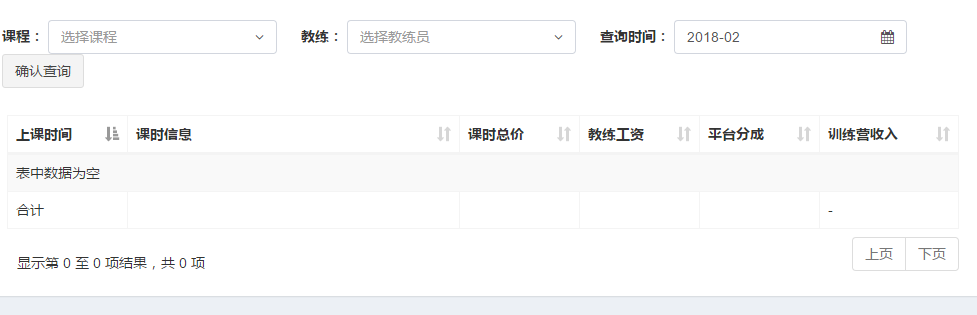 课程： 选择课程 教练： 选择教练员 查询时间： 2018-02
确认查询
上课时间 课时信息 课时总价 教练工资 平台分成 训练营收入
表中数据为空
合计 -
显示第 0 至 0 项结果，共 0 项 上页 下页